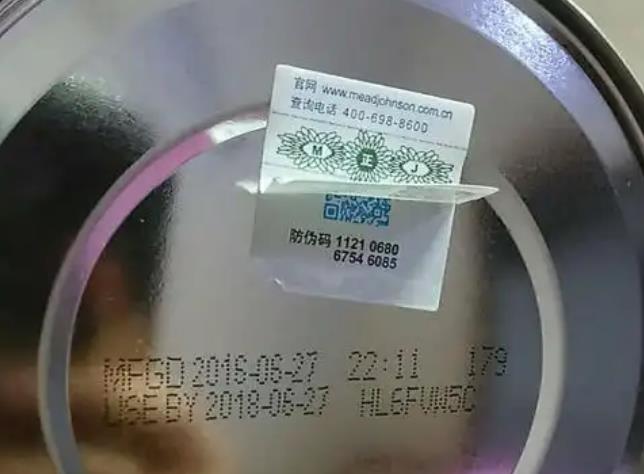 官网 www.meadjohnson.com.cn
查询电话 400-698-8600
M 正 J
防伪码 1121 0680
6754 6085
MFGD 2016-06-27 22:11 179
USE BY 2018-06-27 HL6FVW5C